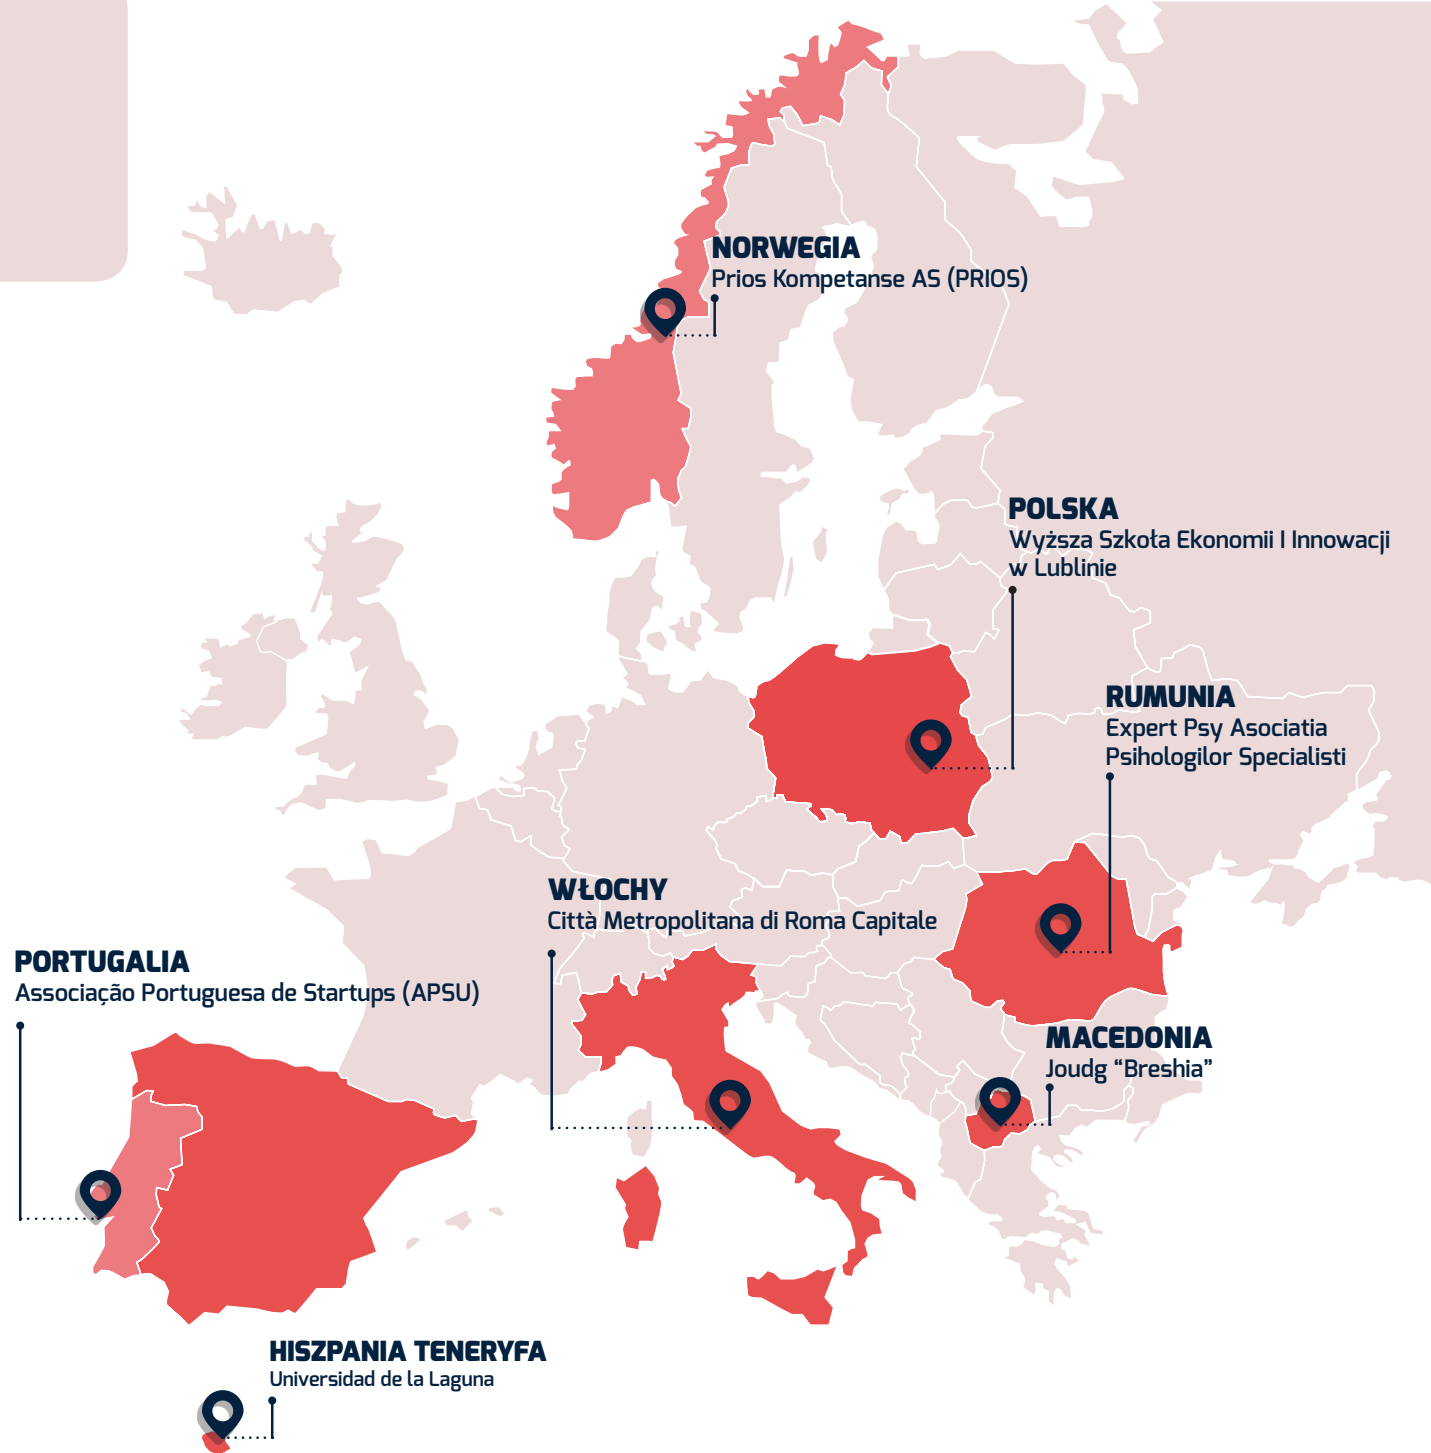 NORWEGIA
Prios Kompetanse AS (PRIOS)
POLSKA
Wyższa Szkoła Ekonomii I Innowacji
w Lublinie
RUMUNIA
Expert Psy Asociatia
Psihologilor Specialisti
WŁOCHY
Città Metropolitana di Roma Capitale
PORTUGALIA
Associação Portuguesa de Startups (APSU)
MACEDONIA
Joudg “Breshia”
HISZPANIA TENERYFA
Universidad de la Laguna